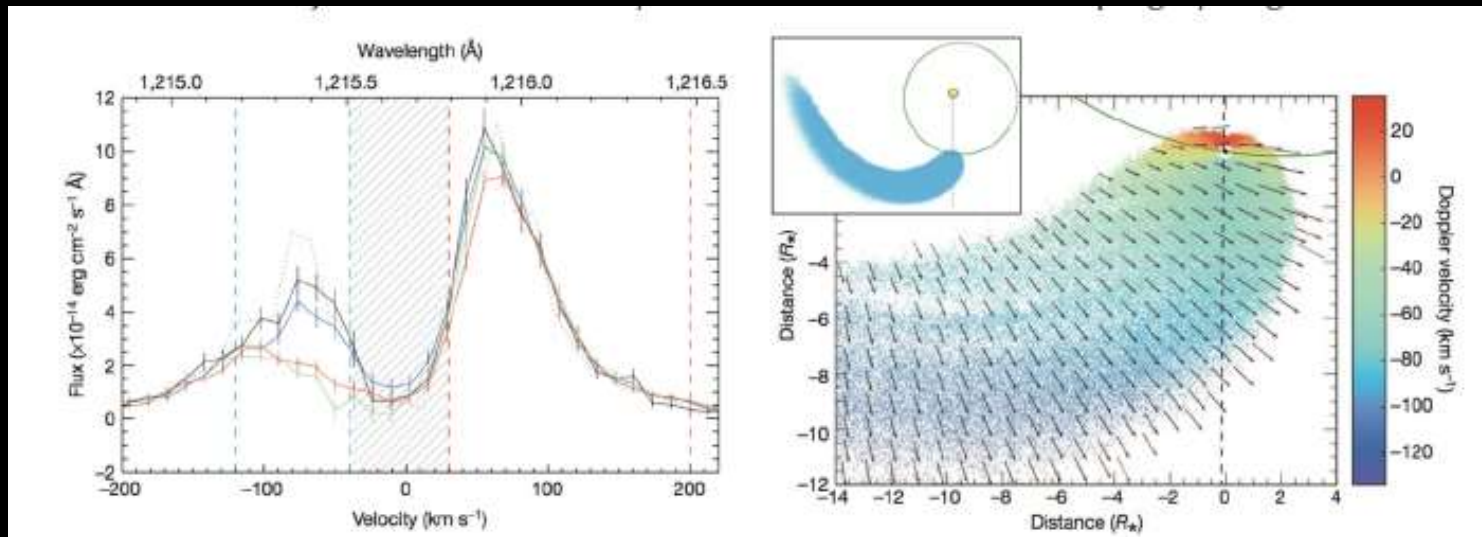 Wavelength (Å)
1,215.0 1,215.5 1,216.0 1,216.5
12
10
8
6
4
2
0
−2
Flux (×10⁻¹⁴ erg cm⁻² s⁻¹ Å)
−200 −100 0 100 200
Velocity (km s⁻¹)
−4
−6
−8
−10
−12
Distance (R★)
−14 −12 −10 −8 −6 −4 −2 0 2 4
Distance (R★)
20
0
−20
−40
−60
−80
−100
−120
Doppler velocity (km s⁻¹)